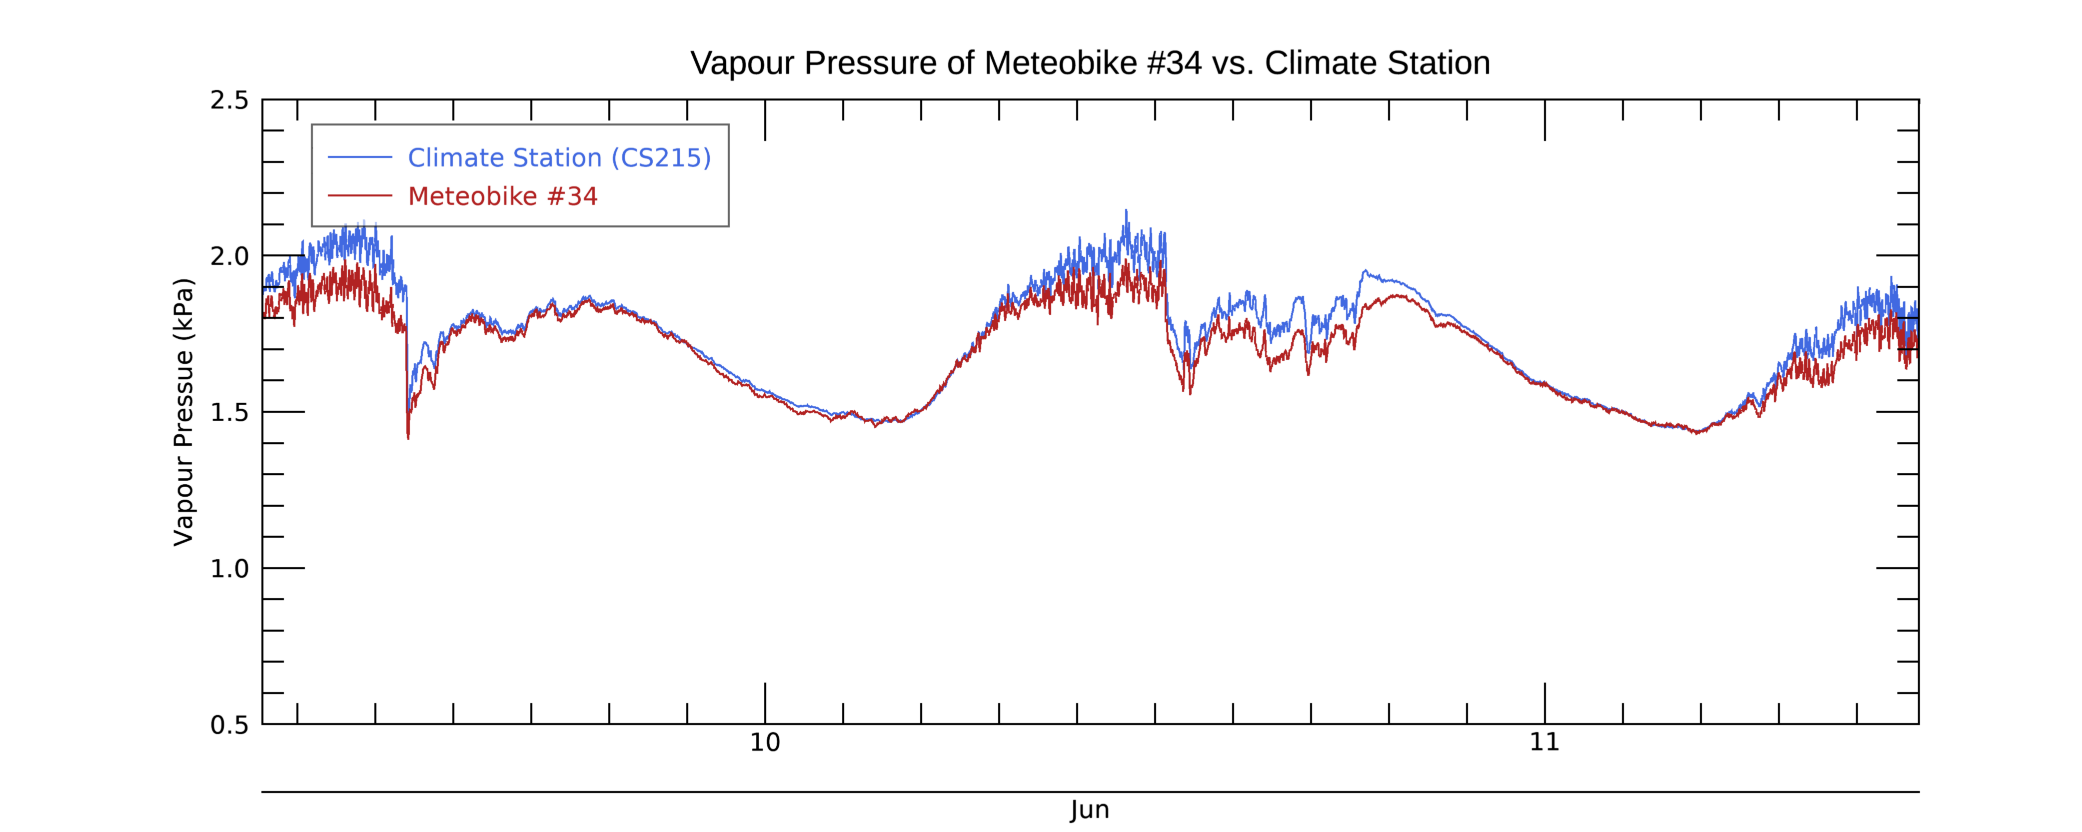 Vapour Pressure of Meteobike #34 vs. Climate Station
2.5
Climate Station (CS215)
Meteobike #34
2.0
1.5
1.0
0.5
Vapour Pressue (kPa)
10
11
Jun